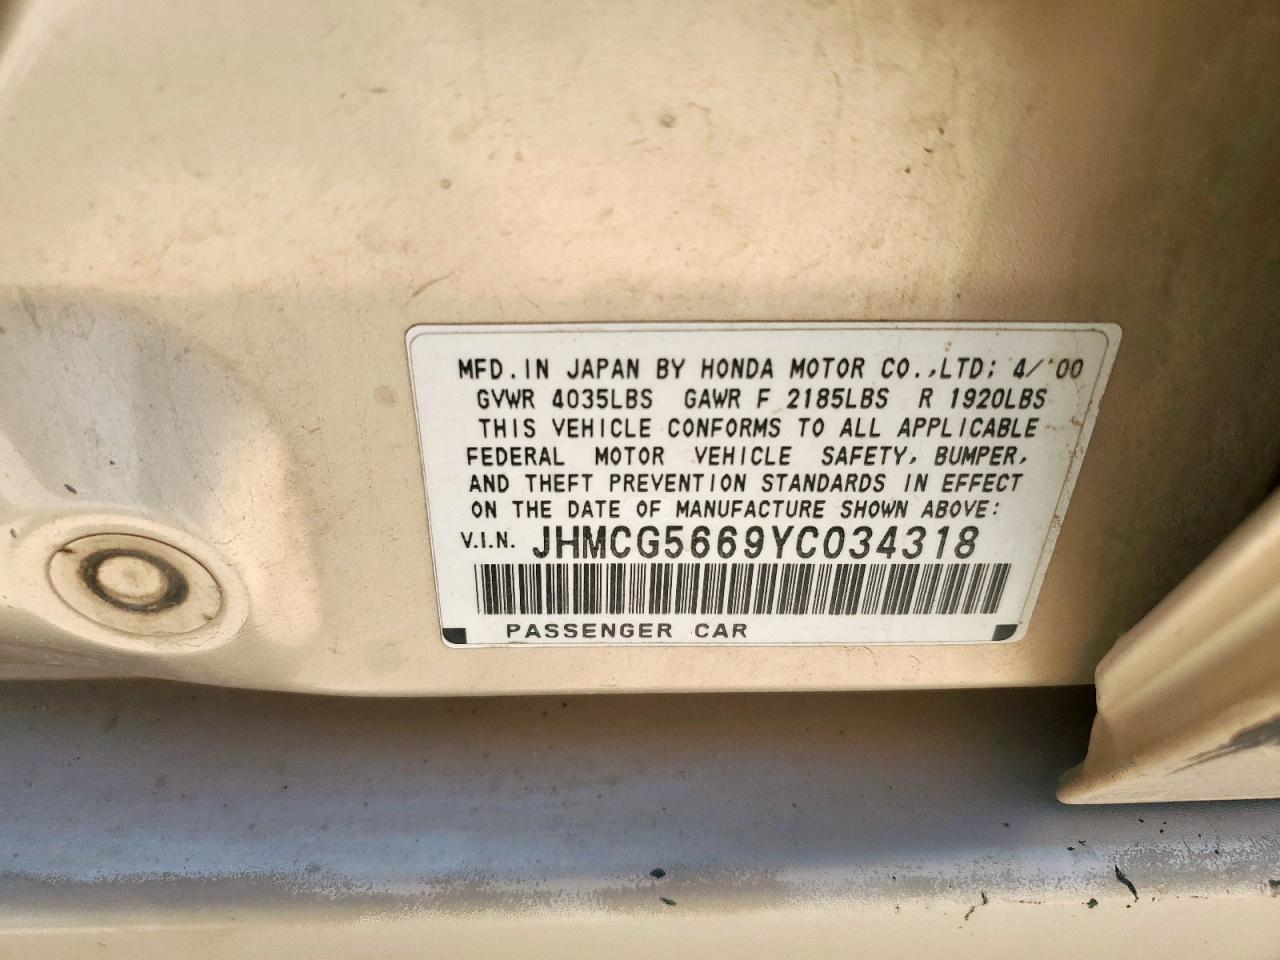 MFD. IN JAPAN BY HONDA MOTOR CO.,LTD; 4/'00
GVWR 4035LBS GAWR F 2185LBS R 1920LBS
THIS VEHICLE CONFORMS TO ALL APPLICABLE
FEDERAL MOTOR VEHICLE SAFETY, BUMPER,
AND THEFT PREVENTION STANDARDS IN EFFECT
ON THE DATE OF MANUFACTURE SHOWN ABOVE:
V.I.N. JHMCG5669YC034318
PASSENGER CAR